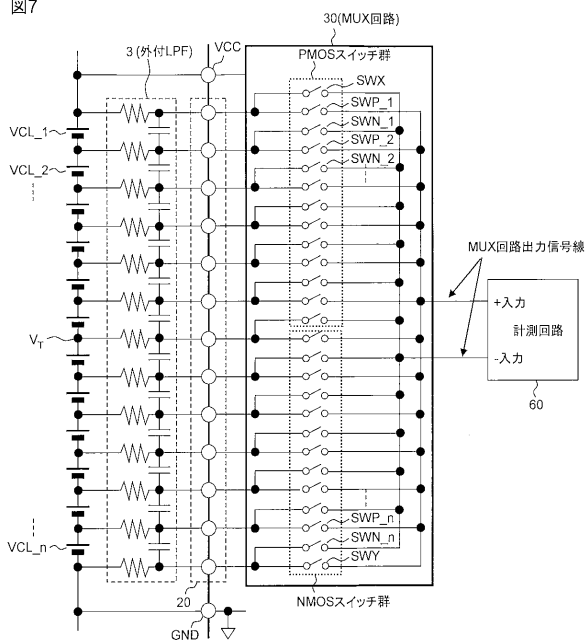 図7
30(MUX回路)
3 (外付LPF)
VCC
PMOSスイッチ群
SWX
SWP_1
SWN_1
SWP_2
SWN_2
VCL_1
VCL_2
MUX回路出力信号線
+入力
計測回路
-入力
60
VT
SWP_n
SWN_n
SWY
VCL_n
20
NMOSスイッチ群
GND